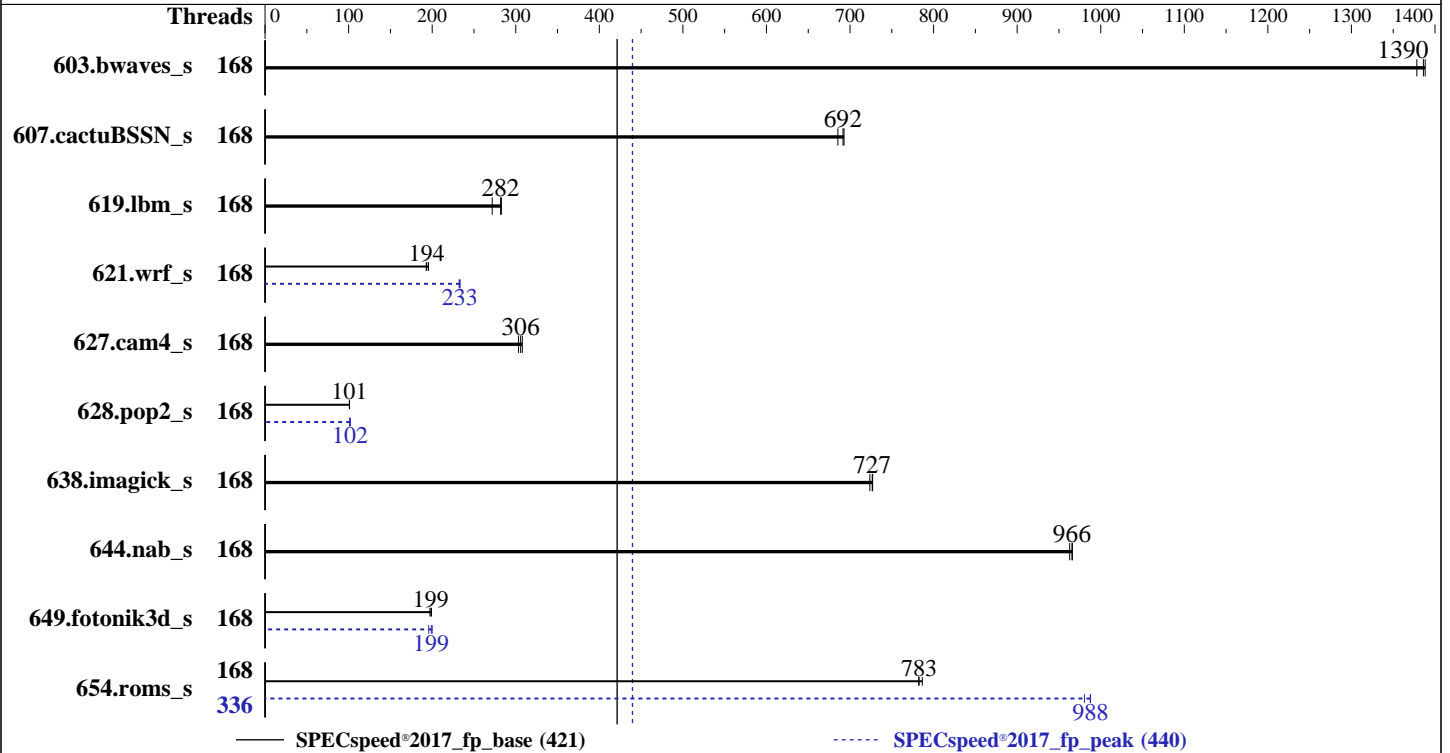 Threads 0 100 200 300 400 500 600 700 800 900 1000 1100 1200 1300 1400
603.bwaves_s 168 1390
607.cactuBSSN_s 168 692
619.lbm_s 168 282
194
621.wrf_s 168
233
627.cam4_s 168 306
101
628.pop2_s 168
102
638.imagick_s 168 727
644.nab_s 168 966
199
649.fotonik3d_s 168
199
168 783
654.roms_s
336 988
SPECspeed®2017_fp_base (421) SPECspeed®2017_fp_peak (440)